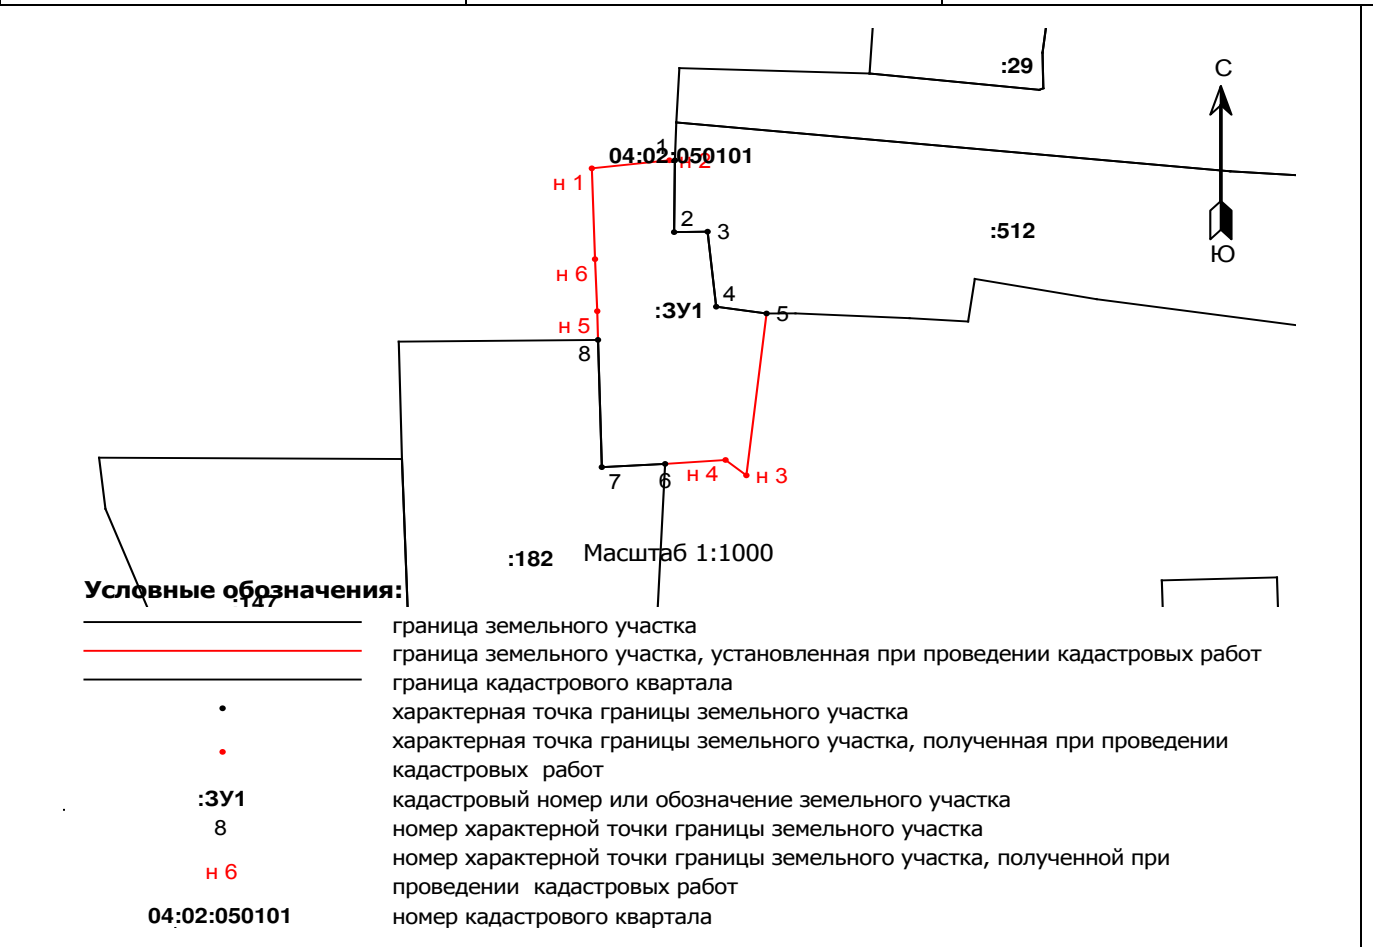 :29
С
1
04:02:050101
н 2
н 1
2
3
:512
Ю
н 6
4
:ЗУ1
5
н 5
8
7
6
н 4
н 3
:182
Масштаб 1:1000
Условные обозначения:
:147
граница земельного участка
граница земельного участка, установленная при проведении кадастровых работ
граница кадастрового квартала
характерная точка границы земельного участка
характерная точка границы земельного участка, полученная при проведении
кадастровых работ
:ЗУ1 кадастровый номер или обозначение земельного участка
8 номер характерной точки границы земельного участка
н 6 номер характерной точки границы земельного участка, полученной при
проведении кадастровых работ
04:02:050101 номер кадастрового квартала